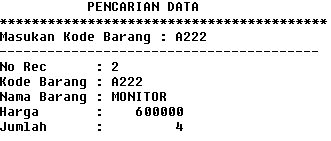 PENCARIAN DATA
******************************************
Masukan Kode Barang : A222
-----------------------------------------
No Rec      : 2
Kode Barang : A222
Nama Barang : MONITOR
Harga       :    600000
Jumlah      :         4